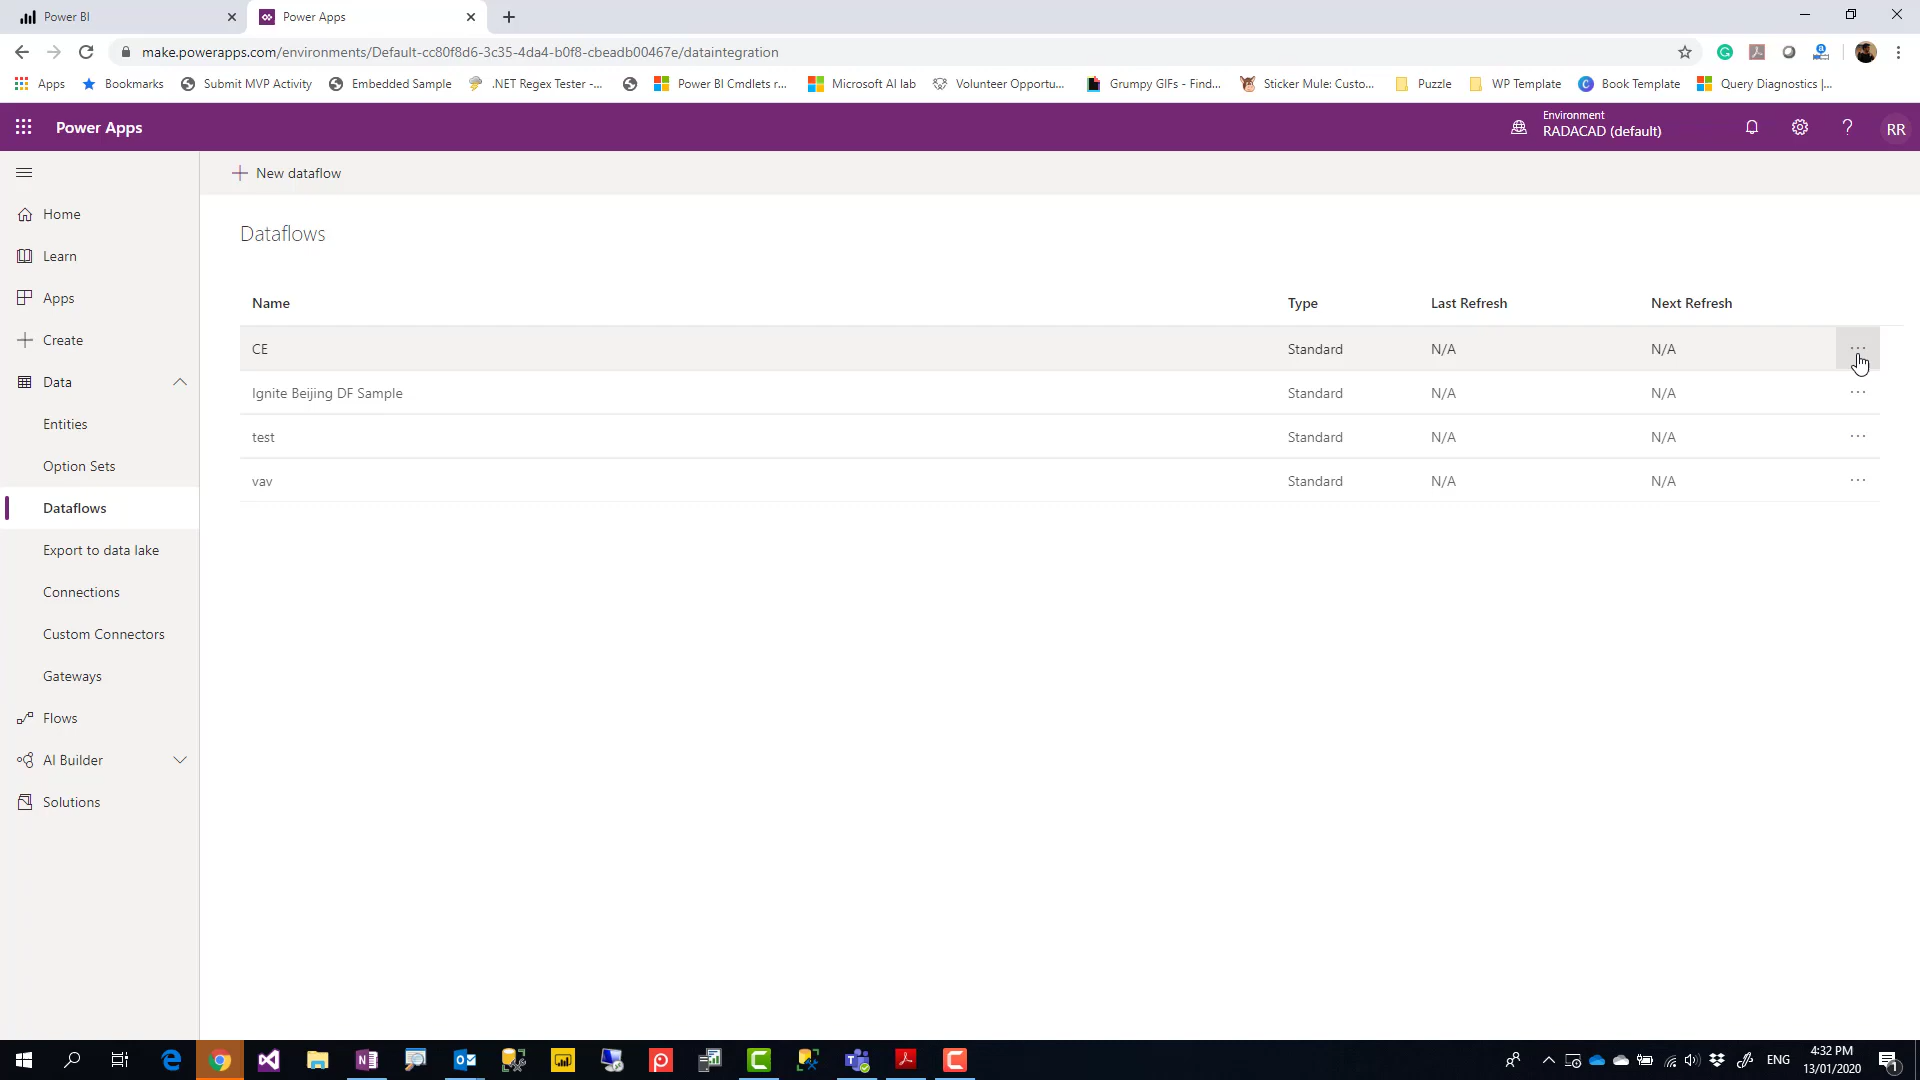 Power BI
Power Apps
make.powerapps.com/environments/Default-cc80f8d6-3c35-4da4-b0f8-cbeadb00467e/dataintegration
Apps Bookmarks Submit MVP Activity Embedded Sample .NET Regex Tester -... Power BI Cmdlets r... Microsoft AI lab Volunteer Opportu... Grumpy GIFs - Find... Sticker Mule: Custo... Puzzle WP Template Book Template Query Diagnostics |...
Power Apps
Environment
RADACAD (default)
RR
New dataflow
Home
Learn
Apps
Create
Data
Entities
Option Sets
Dataflows
Export to data lake
Connections
Custom Connectors
Gateways
Flows
AI Builder
Solutions
Dataflows
Name Type Last Refresh Next Refresh
CE Standard N/A N/A
Ignite Beijing DF Sample Standard N/A N/A
test Standard N/A N/A
vav Standard N/A N/A
ENG
4:32 PM
13/01/2020
1